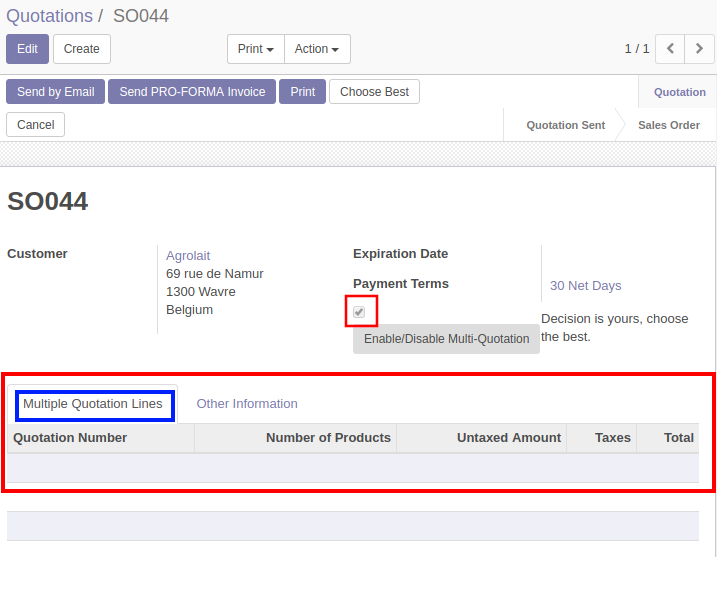 Quotations / SO044
Edit Create Print Action 1 / 1
Send by Email Send PRO-FORMA Invoice Print Choose Best Quotation
Cancel Quotation Sent Sales Order
SO044
Customer
Agrolait
69 rue de Namur
1300 Wavre
Belgium
Expiration Date
Payment Terms 30 Net Days
Enable/Disable Multi-Quotation
Decision is yours, choose
the best.
Multiple Quotation Lines Other Information
Quotation Number Number of Products Untaxed Amount Taxes Total